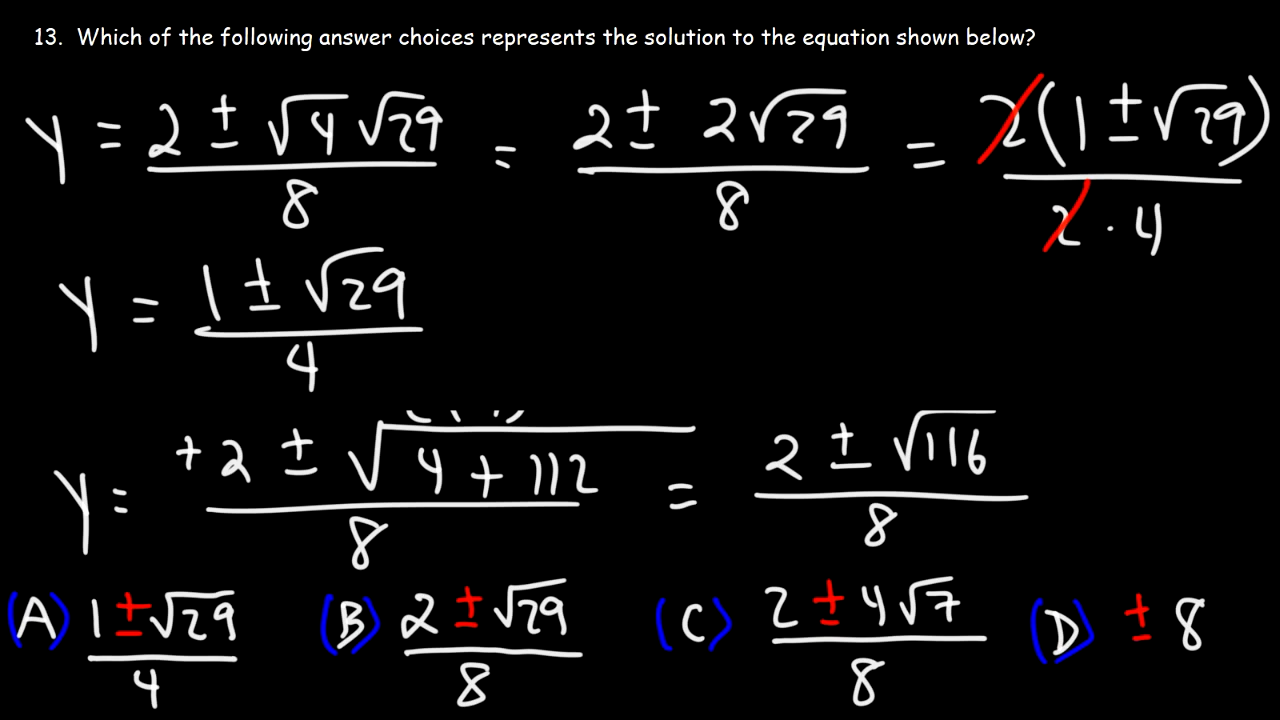 13. Which of the following answer choices represents the solution to the equation shown below?
y = (2 ± √4 √29)/8 = (2 ± 2√29)/8 = 2(1 ± √29)/(2 · 4)
y = (1 ± √29)/4
y = (+2 ± √(4 + 112))/8 = (2 ± √116)/8
(A) (1 ± √29)/4 (B) (2 ± √29)/8 (C) (2 ± 4√7)/8 (D) ± 8